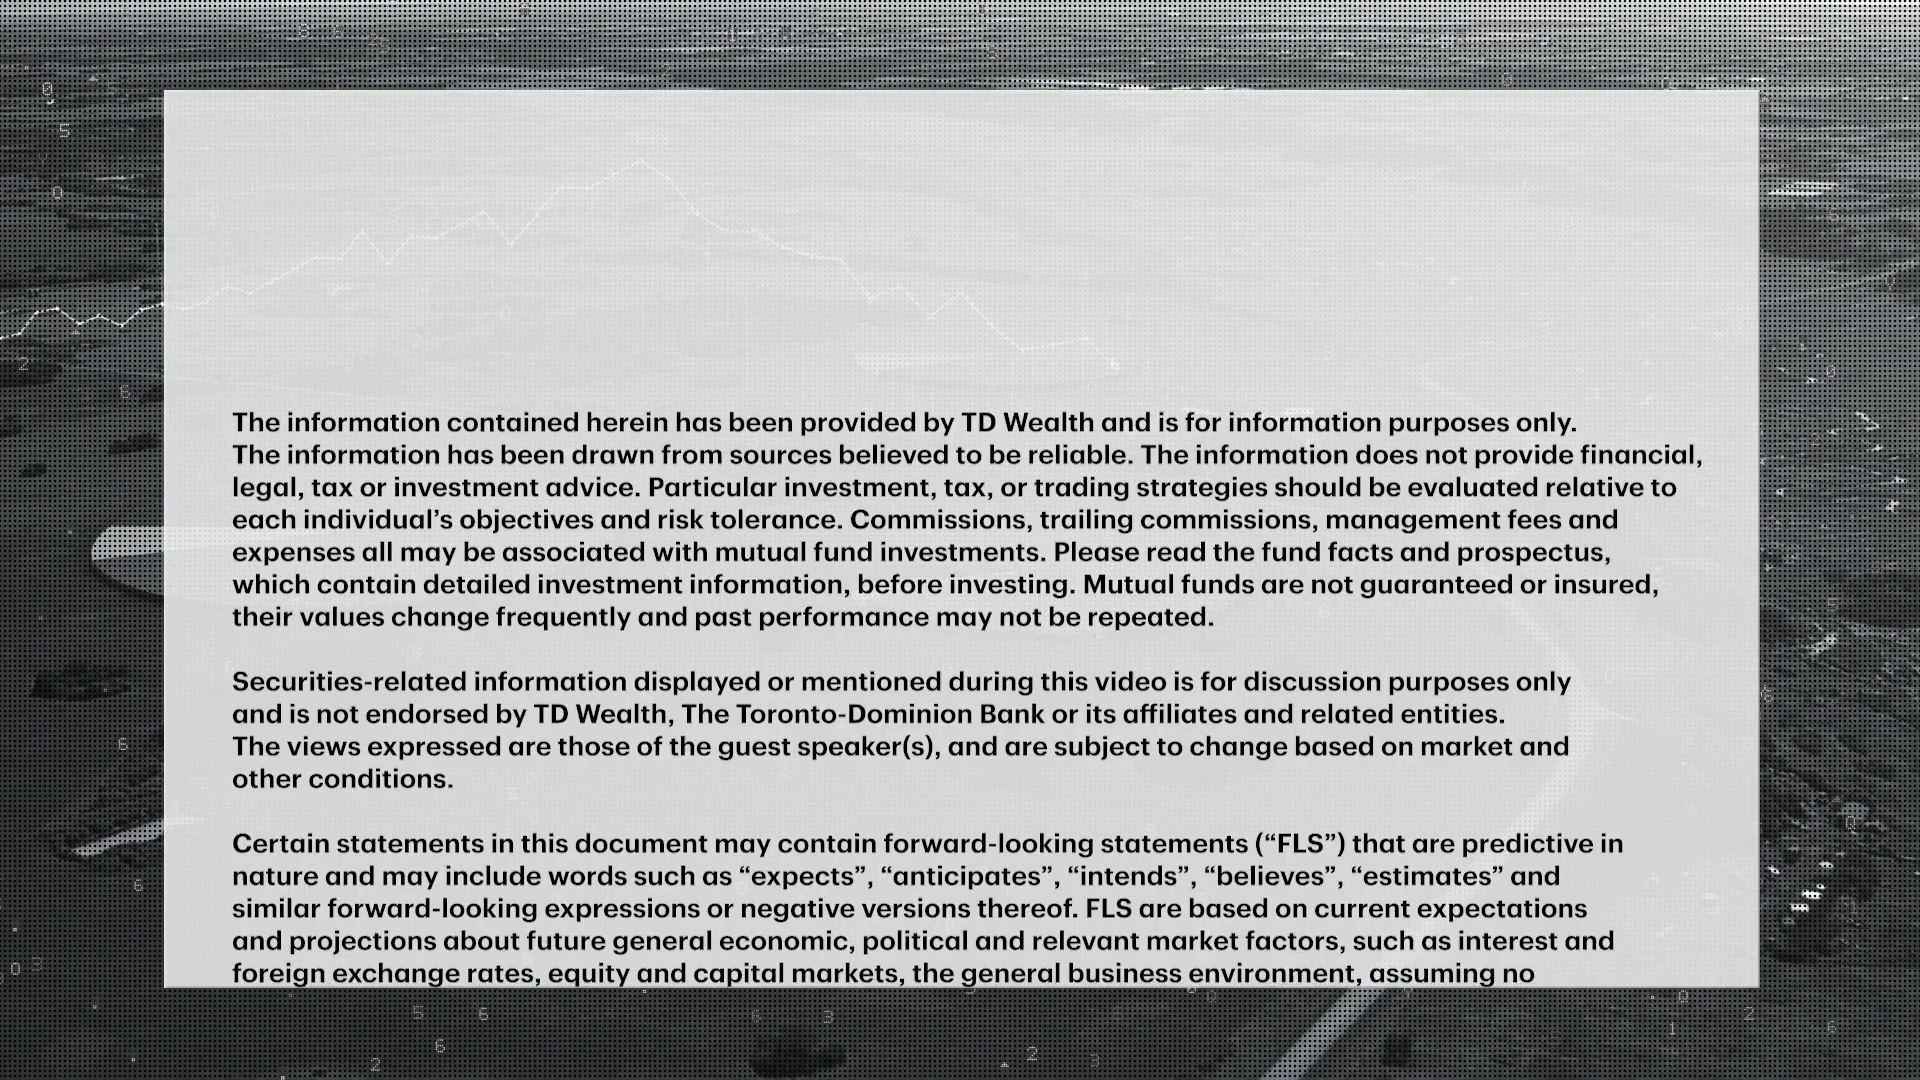 The information contained herein has been provided by TD Wealth and is for information purposes only.
The information has been drawn from sources believed to be reliable. The information does not provide financial,
legal, tax or investment advice. Particular investment, tax, or trading strategies should be evaluated relative to
each individual’s objectives and risk tolerance. Commissions, trailing commissions, management fees and
expenses all may be associated with mutual fund investments. Please read the fund facts and prospectus,
which contain detailed investment information, before investing. Mutual funds are not guaranteed or insured,
their values change frequently and past performance may not be repeated.
Securities-related information displayed or mentioned during this video is for discussion purposes only
and is not endorsed by TD Wealth, The Toronto-Dominion Bank or its affiliates and related entities.
The views expressed are those of the guest speaker(s), and are subject to change based on market and
other conditions.
Certain statements in this document may contain forward-looking statements (“FLS”) that are predictive in
nature and may include words such as “expects”, “anticipates”, “intends”, “believes”, “estimates” and
similar forward-looking expressions or negative versions thereof. FLS are based on current expectations
and projections about future general economic, political and relevant market factors, such as interest and
foreign exchange rates, equity and capital markets, the general business environment, assuming no